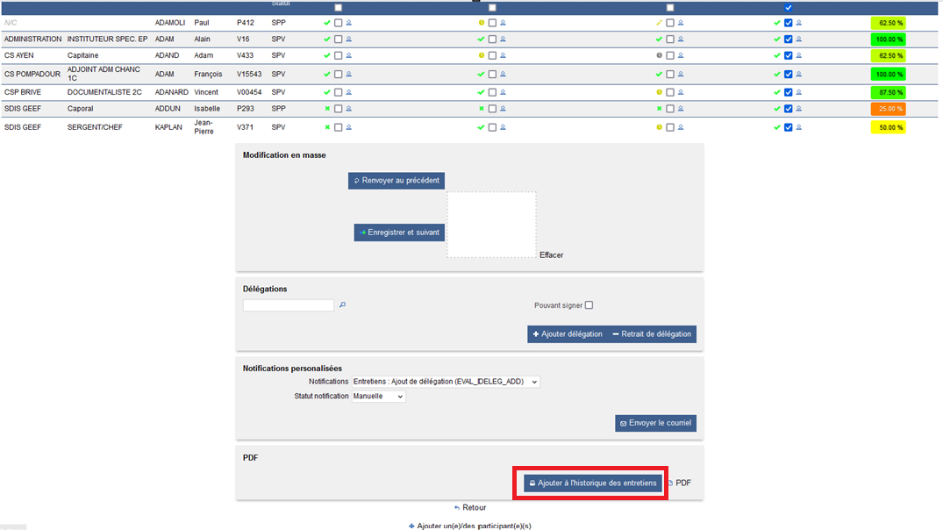 Statut
N/C ADAMOLI Paul P412 SPP 62.50 %
ADMINISTRATION INSTITUTEUR SPEC. EP ADAM Alain V16 SPV 100.00 %
CS AYEN Capitaine ADAND Adam V433 SPV 62.50 %
CS POMPADOUR ADJOINT ADM CHANC 1C ADAM François V15543 SPV 100.00 %
CSP BRIVE DOCUMENTALISTE 2C ADANARD Vincent V00454 SPV 87.50 %
SDIS GEEF Caporal ADDUN Isabelle P293 SPP 25.00 %
SDIS GEEF SERGENT/CHEF KAPLAN Jean-Pierre V371 SPV 50.00 %
Modification en masse
Renvoyer au précédent
Enregistrer et suivant
Effacer
Délégations
Pouvant signer
Ajouter délégation Retrait de délégation
Notifications personalisées
Notifications Entretiens : Ajout de délégation (EVAL_IDELEG_ADD)
Statut notification Manuelle
Envoyer le courriel
PDF
Ajouter à l'historique des entretiens PDF
Retour
Ajouter un(e)/des participant(e)(s)